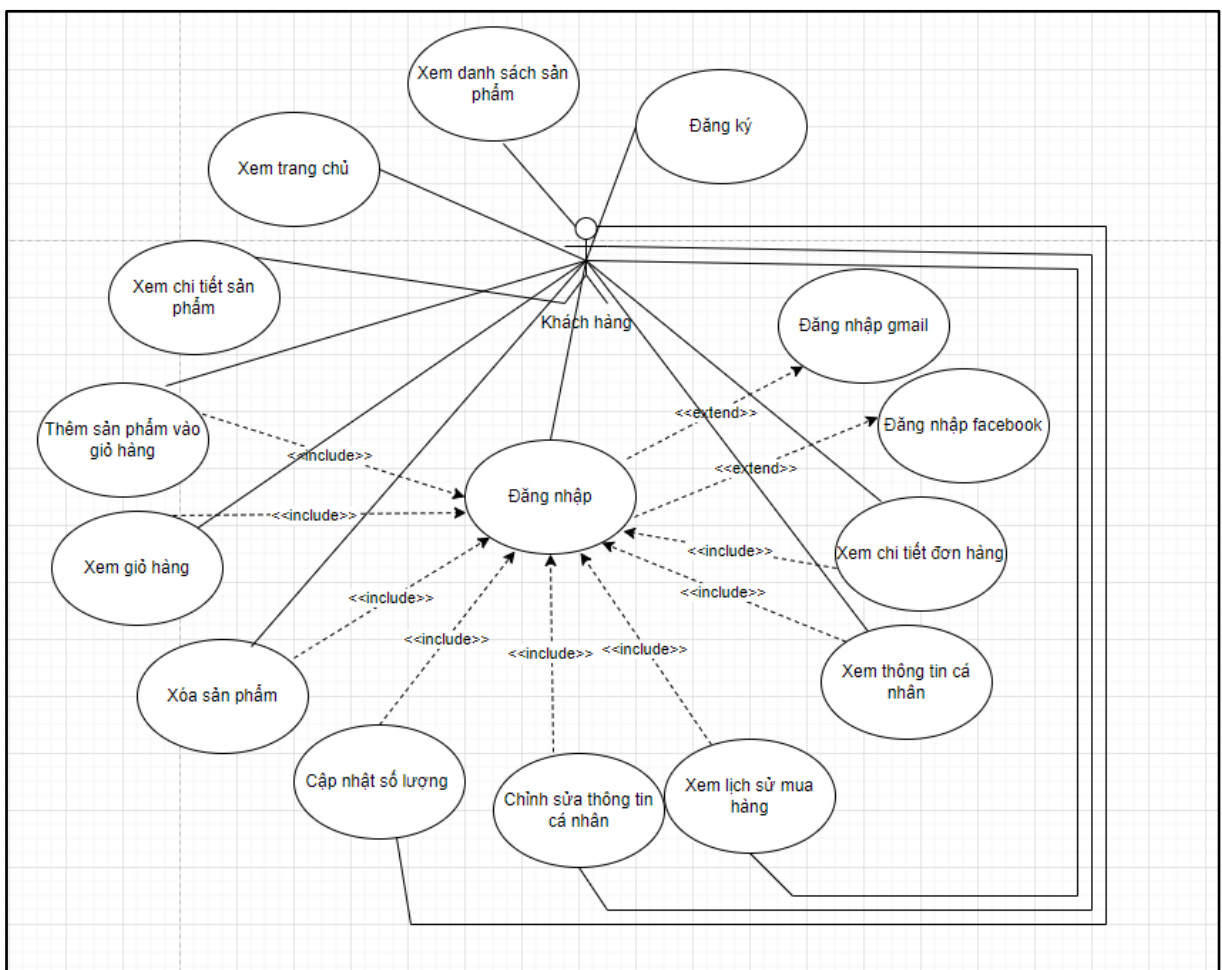 Xem danh sách sản
phẩm
Đăng ký
Xem trang chủ
Xem chi tiết sản
phẩm
Khách hàng
Đăng nhập gmail
<<extend>>
Thêm sản phẩm vào
giỏ hàng
Đăng nhập facebook
<<include>>
<<extend>>
Đăng nhập
<<include>>
Xem giỏ hàng
<<include>>
Xem chi tiết đơn hàng
<<include>>
<<include>>
<<include>>
<<include>>
<<include>>
Xem thông tin cá
nhân
Xóa sản phẩm
Cập nhật số lượng
Chỉnh sửa thông tin
cá nhân
Xem lịch sử mua
hàng